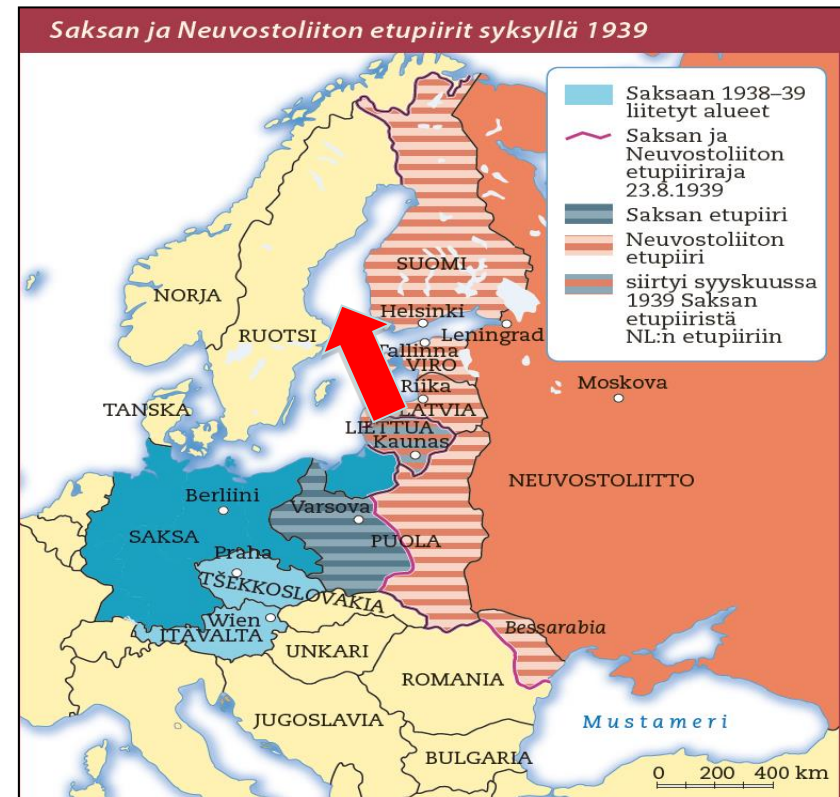 Saksan ja Neuvostoliiton etupiirit syksyllä 1939
Saksaan 1938–39
liitetyt alueet
Saksan ja
Neuvostoliiton
etupiiriraja
23.8.1939
Saksan etupiiri
Neuvostoliiton
etupiiri
siirtyi syyskuussa
1939 Saksan
etupiiristä
NL:n etupiiriin
SUOMI
NORJA
Helsinki
RUOTSI
Leningrad
Tallinna
VIRO
Riika
Moskova
TANSKA
LATVIA
LIETTUA
Kaunas
NEUVOSTOLIITTO
Berliini
Varsova
SAKSA
PUOLA
Praha
TŠEKKOSLOVAKIA
Wien
ITÄVALTA
Bessarabia
UNKARI
ROMANIA
JUGOSLAVIA
Mustameri
BULGARIA
0 200 400 km